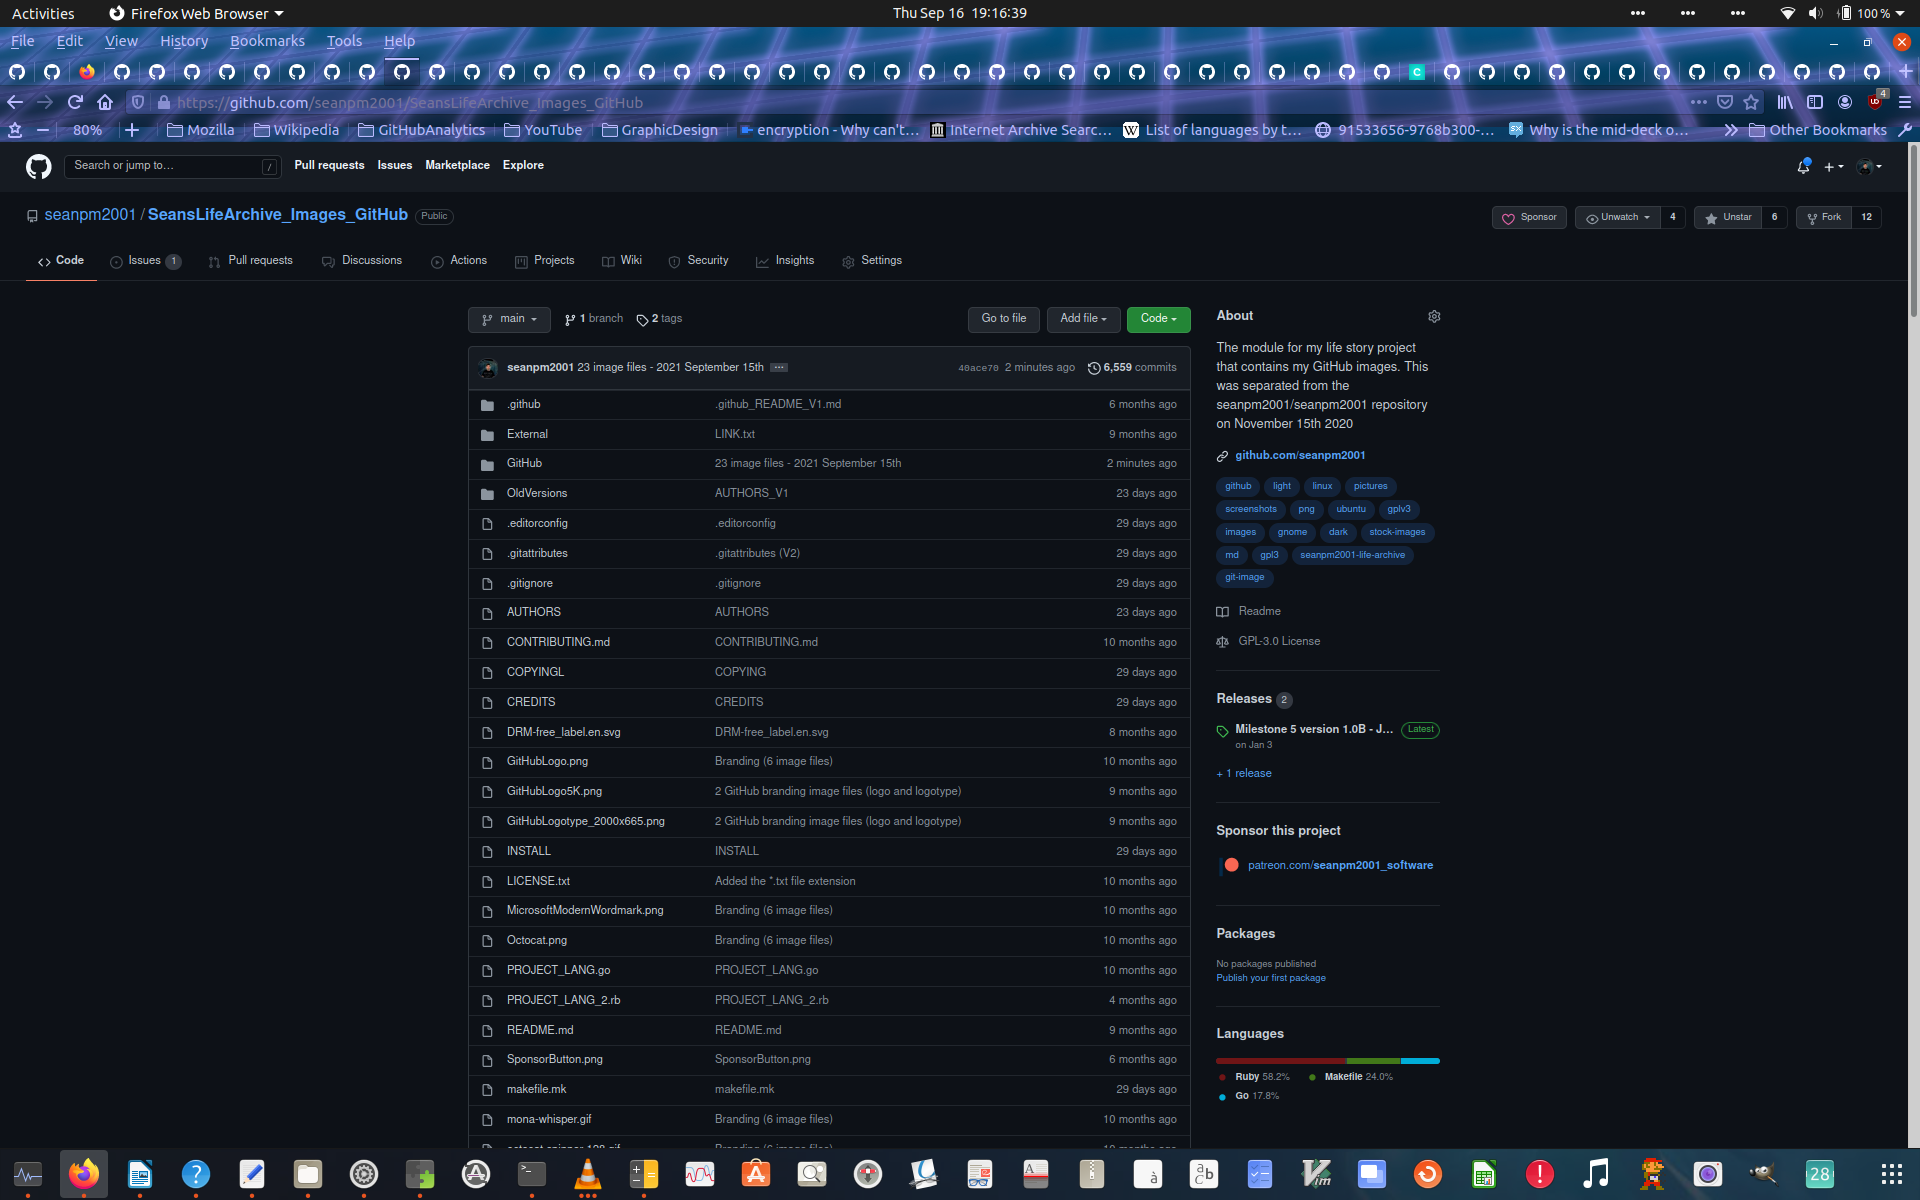 Activities Firefox Web Browser Thu Sep 16 19:16:39 100 %
File Edit View History Bookmarks Tools Help
https://github.com/seanpm2001/SeansLifeArchive_Images_GitHub 4
80% Mozilla Wikipedia GitHubAnalytics YouTube GraphicDesign encryption - Why can't… Internet Archive Searc… List of languages by t… 91533656-9768b300-… Why is the mid-deck o… Other Bookmarks
Search or jump to… / Pull requests Issues Marketplace Explore
seanpm2001 / SeansLifeArchive_Images_GitHub Public Sponsor Unwatch 4 Unstar 6 Fork 12
Code Issues 1 Pull requests Discussions Actions Projects Wiki Security Insights Settings
main 1 branch 2 tags Go to file Add file Code
seanpm2001 23 image files - 2021 September 15th ... 40ace70 2 minutes ago 6,559 commits
.github .github_README_V1.md 6 months ago
External LINK.txt 9 months ago
GitHub 23 image files - 2021 September 15th 2 minutes ago
OldVersions AUTHORS_V1 23 days ago
.editorconfig .editorconfig 29 days ago
.gitattributes .gitattributes (V2) 29 days ago
.gitignore .gitignore 29 days ago
AUTHORS AUTHORS 23 days ago
CONTRIBUTING.md CONTRIBUTING.md 10 months ago
COPYINGL COPYING 29 days ago
CREDITS CREDITS 29 days ago
DRM-free_label.en.svg DRM-free_label.en.svg 8 months ago
GitHubLogo.png Branding (6 image files) 10 months ago
GitHubLogo5K.png 2 GitHub branding image files (logo and logotype) 9 months ago
GitHubLogotype_2000x665.png 2 GitHub branding image files (logo and logotype) 9 months ago
INSTALL INSTALL 29 days ago
LICENSE.txt Added the *.txt file extension 10 months ago
MicrosoftModernWordmark.png Branding (6 image files) 10 months ago
Octocat.png Branding (6 image files) 10 months ago
PROJECT_LANG.go PROJECT_LANG.go 10 months ago
PROJECT_LANG_2.rb PROJECT_LANG_2.rb 4 months ago
README.md README.md 9 months ago
SponsorButton.png SponsorButton.png 6 months ago
makefile.mk makefile.mk 29 days ago
mona-whisper.gif Branding (6 image files) 10 months ago
About
The module for my life story project
that contains my GitHub images. This
was separated from the
seanpm2001/seanpm2001 repository
on November 15th 2020
github.com/seanpm2001
github light linux pictures
screenshots png ubuntu gplv3
images gnome dark stock-images
md gpl3 seanpm2001-life-archive
git-image
Readme
GPL-3.0 License
Releases 2
Milestone 5 version 1.0B - J… Latest
on Jan 3
+ 1 release
Sponsor this project
patreon.com/seanpm2001_software
Packages
No packages published
Publish your first package
Languages
Ruby 58.2% Makefile 24.0%
Go 17.8%
28